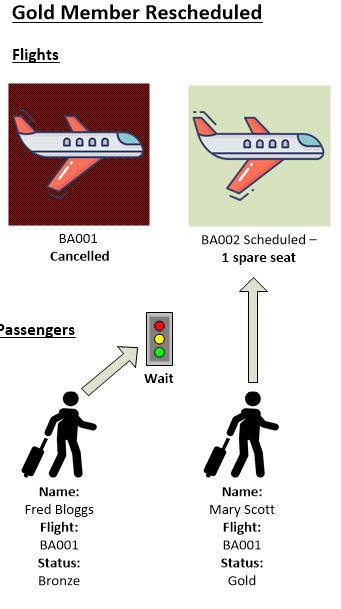 Gold Member Rescheduled
Flights
BA001
Cancelled
BA002 Scheduled –
1 spare seat
Passengers
Wait
Name:
Fred Bloggs
Flight:
BA001
Status:
Bronze
Name:
Mary Scott
Flight:
BA001
Status:
Gold